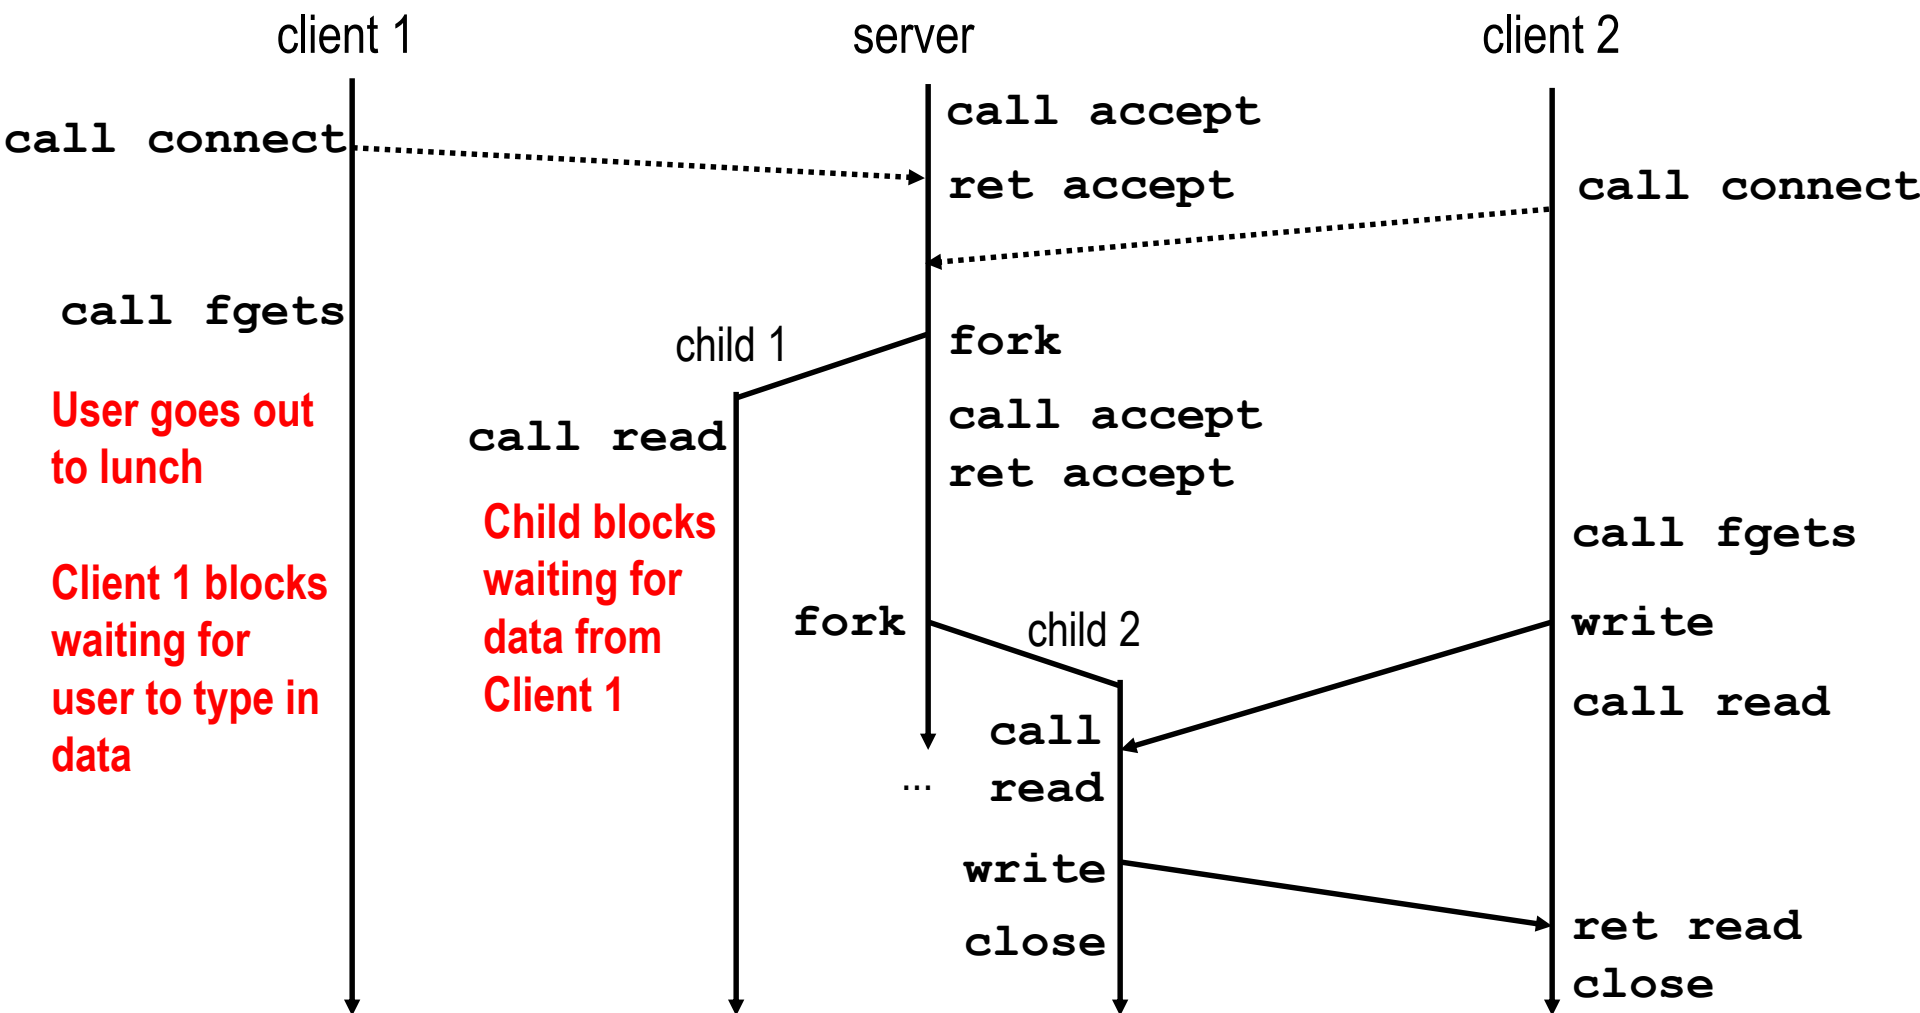 client 1
server
client 2
call accept
call connect
ret accept
call connect
call fgets
child 1
fork
User goes out
to lunch
call read
call accept
ret accept
Child blocks
waiting for
data from
Client 1
call fgets
Client 1 blocks
waiting for
user to type in
data
fork
child 2
write
call read
call
read
...
write
close
ret read
close